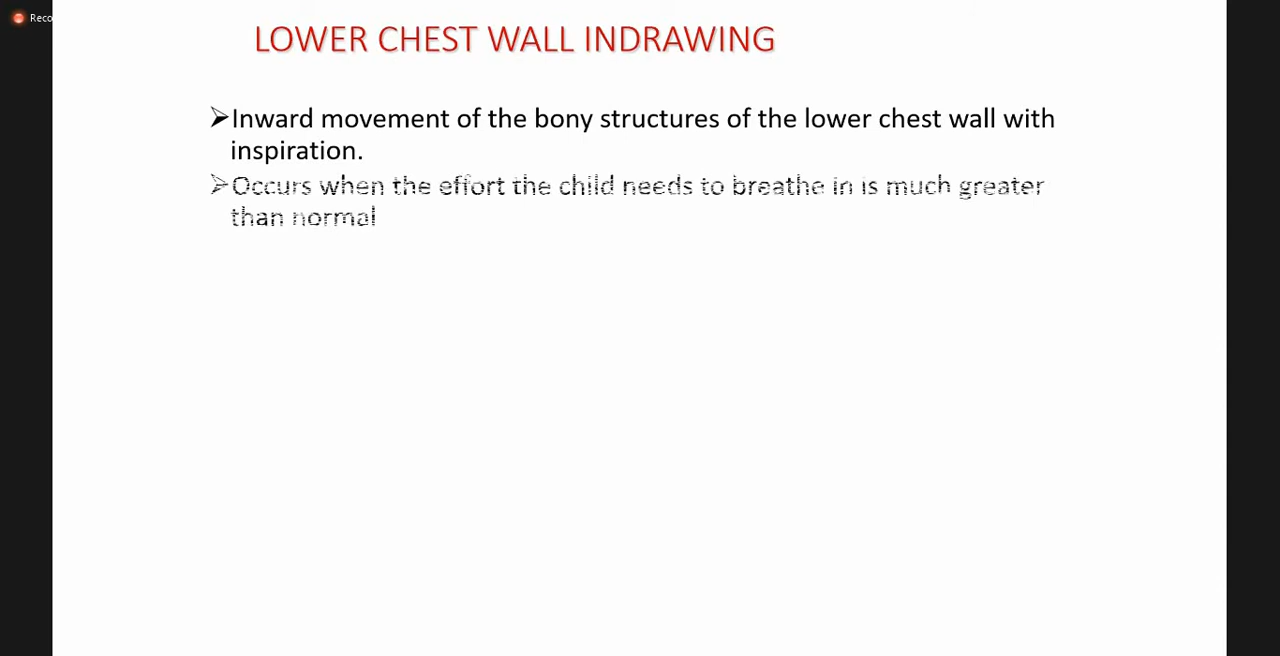 Reco
LOWER CHEST WALL INDRAWING
➢Inward movement of the bony structures of the lower chest wall with
inspiration.
➢Occurs when the effort the child needs to breathe in is much greater
than normal